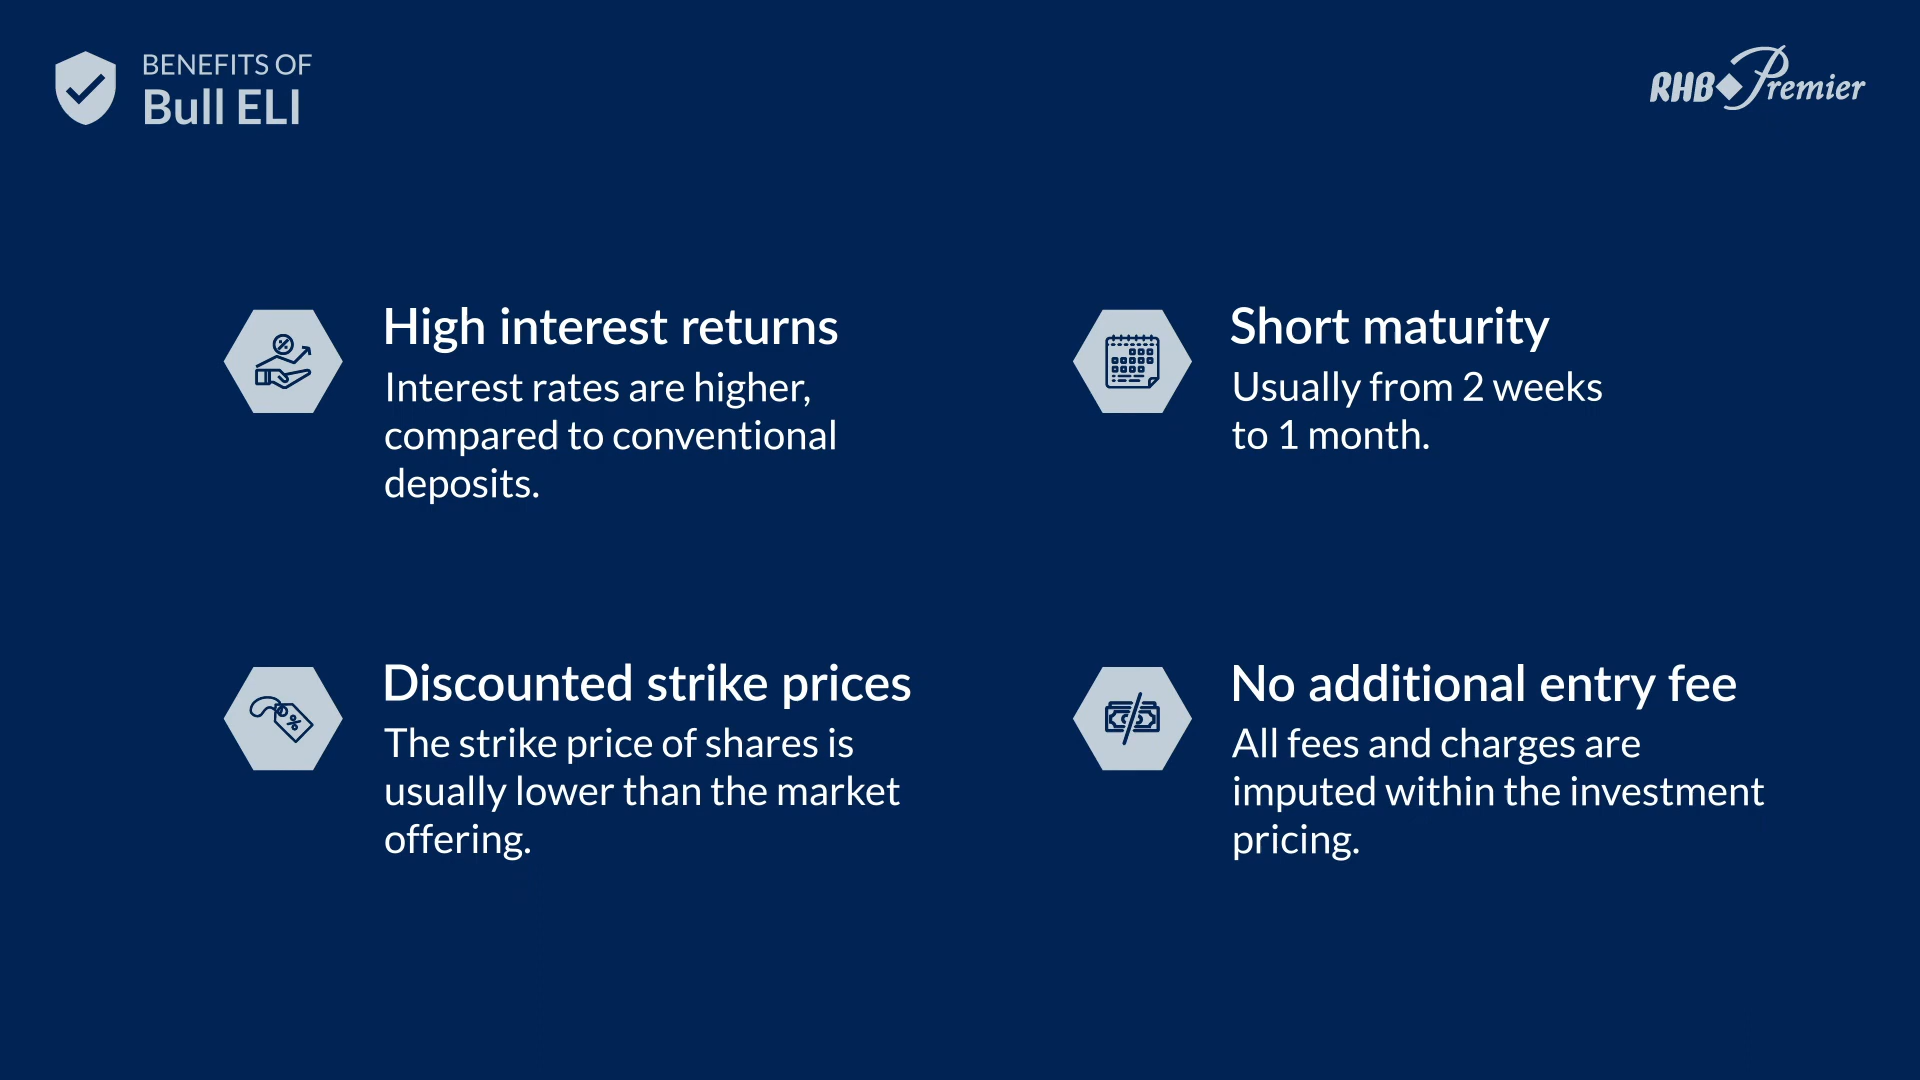 BENEFITS OF
Bull ELI
RHB Premier
High interest returns
Interest rates are higher,
compared to conventional
deposits.
Short maturity
Usually from 2 weeks
to 1 month.
Discounted strike prices
The strike price of shares is
usually lower than the market
offering.
No additional entry fee
All fees and charges are
imputed within the investment
pricing.